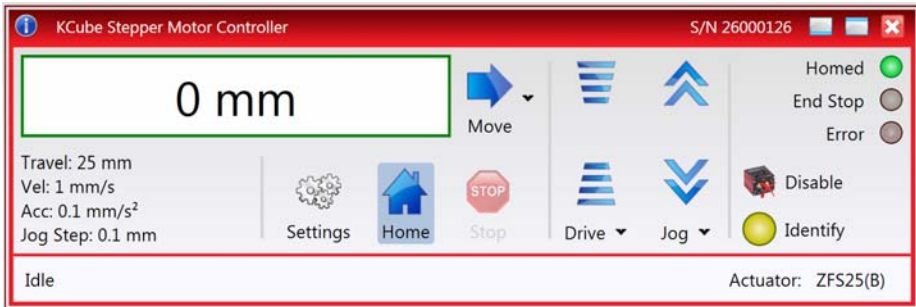 KCube Stepper Motor Controller S/N 26000126
0 mm
Move
Homed
End Stop
Error
Travel: 25 mm
Vel: 1 mm/s
Acc: 0.1 mm/s²
Jog Step: 0.1 mm
Settings
Home
STOP
Stop
Drive
Jog
Disable
Identify
Idle
Actuator: ZFS25(B)